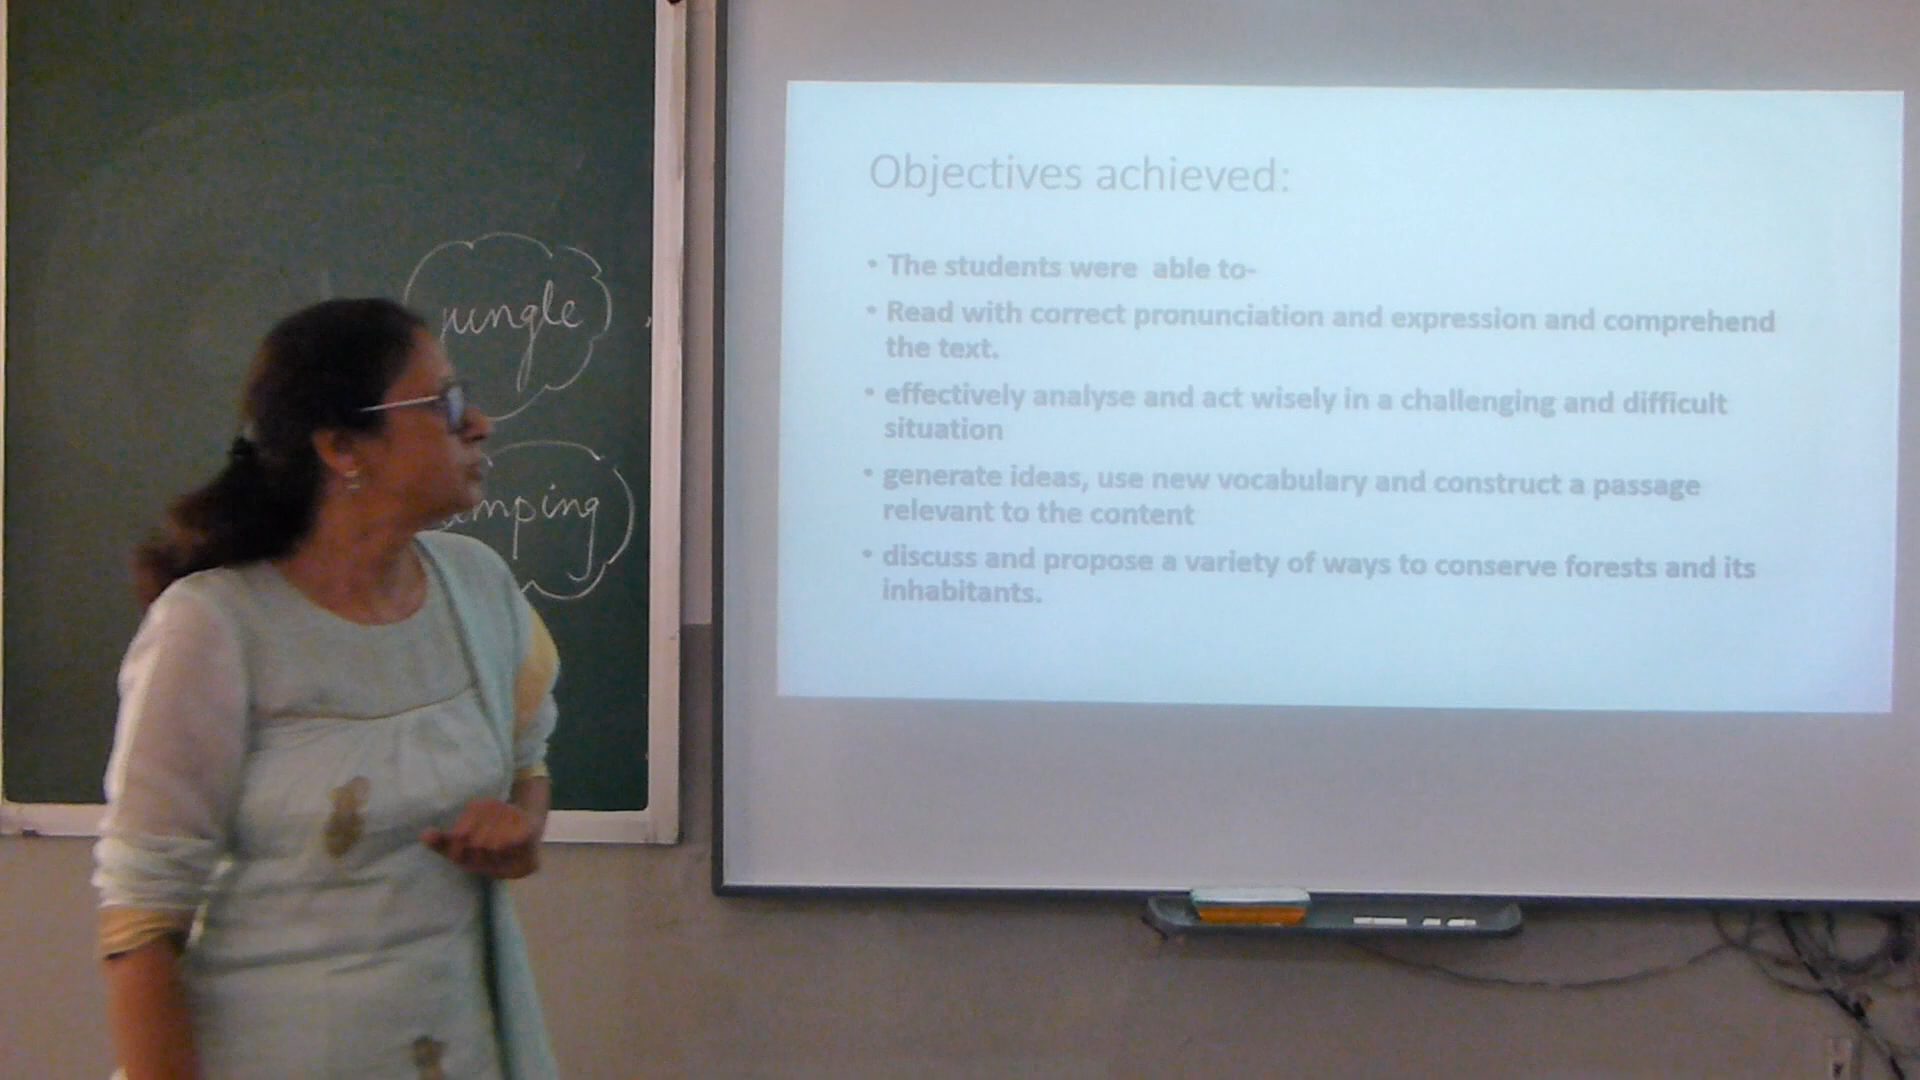 jungle
Objectives achieved:
• The students were able to-
• Read with correct pronunciation and expression and comprehend
the text.
• effectively analyse and act wisely in a challenging and difficult
situation
• generate ideas, use new vocabulary and construct a passage
relevant to the content
• discuss and propose a variety of ways to conserve forests and its
inhabitants.